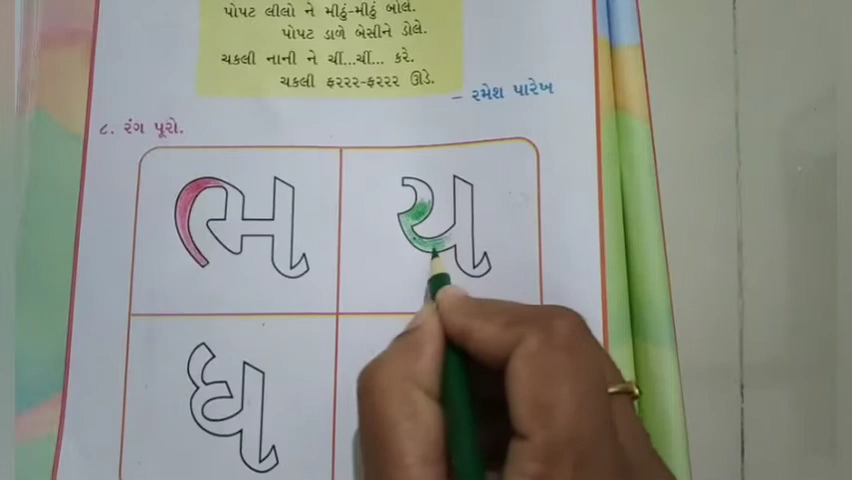 પોપટ લીલો ને મીઠું-મીઠું બોલે.
પોપટ ડાળે બેસીને ડોલે.
ચકલી નાની ને ચીં...ચીં... કરે.
ચકલી ફરરર-ફરરર ઊડે.
– રમેશ પારેખ
૮. રંગ પૂરો.
ભ ય
ધ